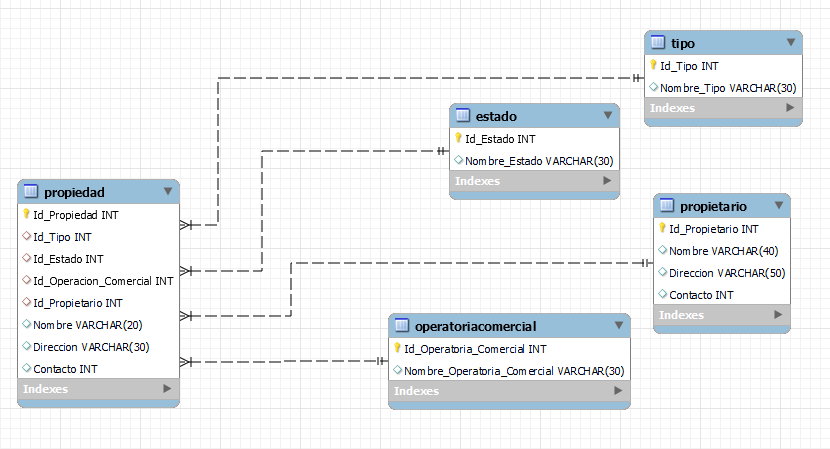 tipo
Id_Tipo INT
Nombre_Tipo VARCHAR(30)
Indexes
estado
Id_Estado INT
Nombre_Estado VARCHAR(30)
Indexes
propiedad
Id_Propiedad INT
Id_Tipo INT
Id_Estado INT
Id_Operacion_Comercial INT
Id_Propietario INT
Nombre VARCHAR(20)
Direccion VARCHAR(30)
Contacto INT
Indexes
propietario
Id_Propietario INT
Nombre VARCHAR(40)
Direccion VARCHAR(50)
Contacto INT
Indexes
operatoriacomercial
Id_Operatoria_Comercial INT
Nombre_Operatoria_Comercial VARCHAR(30)
Indexes